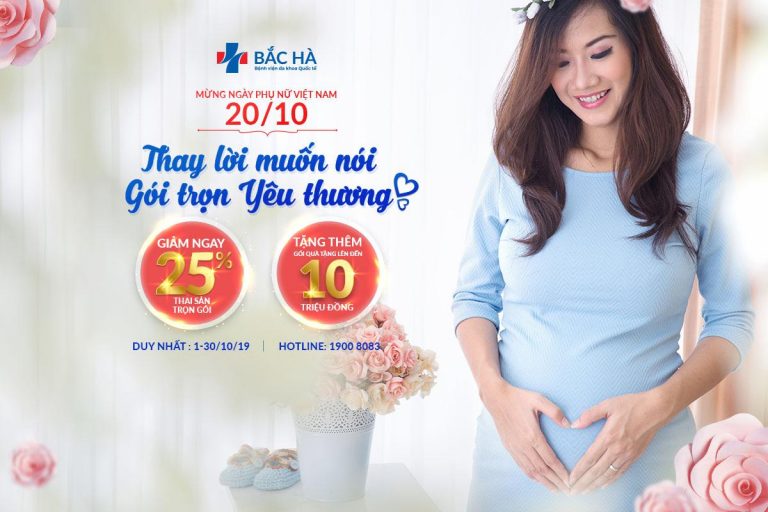 BẮC HÀ
Bệnh viện đa khoa Quốc tế
MỪNG NGÀY PHỤ NỮ VIỆT NAM
20/10
Thay lời muốn nói
Gói trọn Yêu thương
GIẢM NGAY
25%
THAI SẢN
TRỌN GÓI
TẶNG THÊM
GÓI QUÀ TẶNG LÊN ĐẾN
10
TRIỆU ĐỒNG
DUY NHẤT : 1-30/10/19 | HOTLINE: 1900 8083